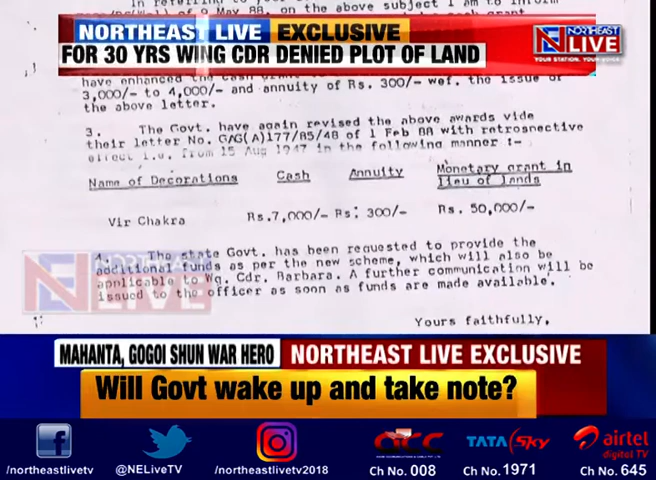 In referring to your
of 9 May 88, on the above subject I am to inform
NORTHEAST LIVE EXCLUSIVE
FOR 30 YRS WING CDR DENIED PLOT OF LAND
NORTHEAST
LIVE
YOUR STATION. YOUR VOICE
have enhanced the cash grant
3,000/- to 4,000/- and annuity of Rs. 300/- wef. the issue of
the above letter.
3. The Govt. have again revised the above awards vide
their letter No. GAG(A)177/85/48 of 1 Feb 88 with retrospective
effect i.e. from 15 Aug 1947 in the following manner :-
Name of Decorations Cash Annuity Monetary grant in
lieu of lands
Vir Chakra Rs.7,000/- Rs: 300/- Rs. 50,000/-
4. The state Govt. has been requested to provide the
additional funds as per the new scheme, which will also be
applicable to Wg. Cdr. Barbara. A further communication will be
issued to the officer as soon as funds are made available.
NORTHEAST
LIVE
Yours faithfully,
MAHANTA, GOGOI SHUN WAR HERO NORTHEAST LIVE EXCLUSIVE
Will Govt wake up and take note?
/northeastlivetv @NELiveTV /northeastlivetv2018 Ch No. 008 TATA sky Ch No. 1971 airtel
digital TV
Ch No. 645